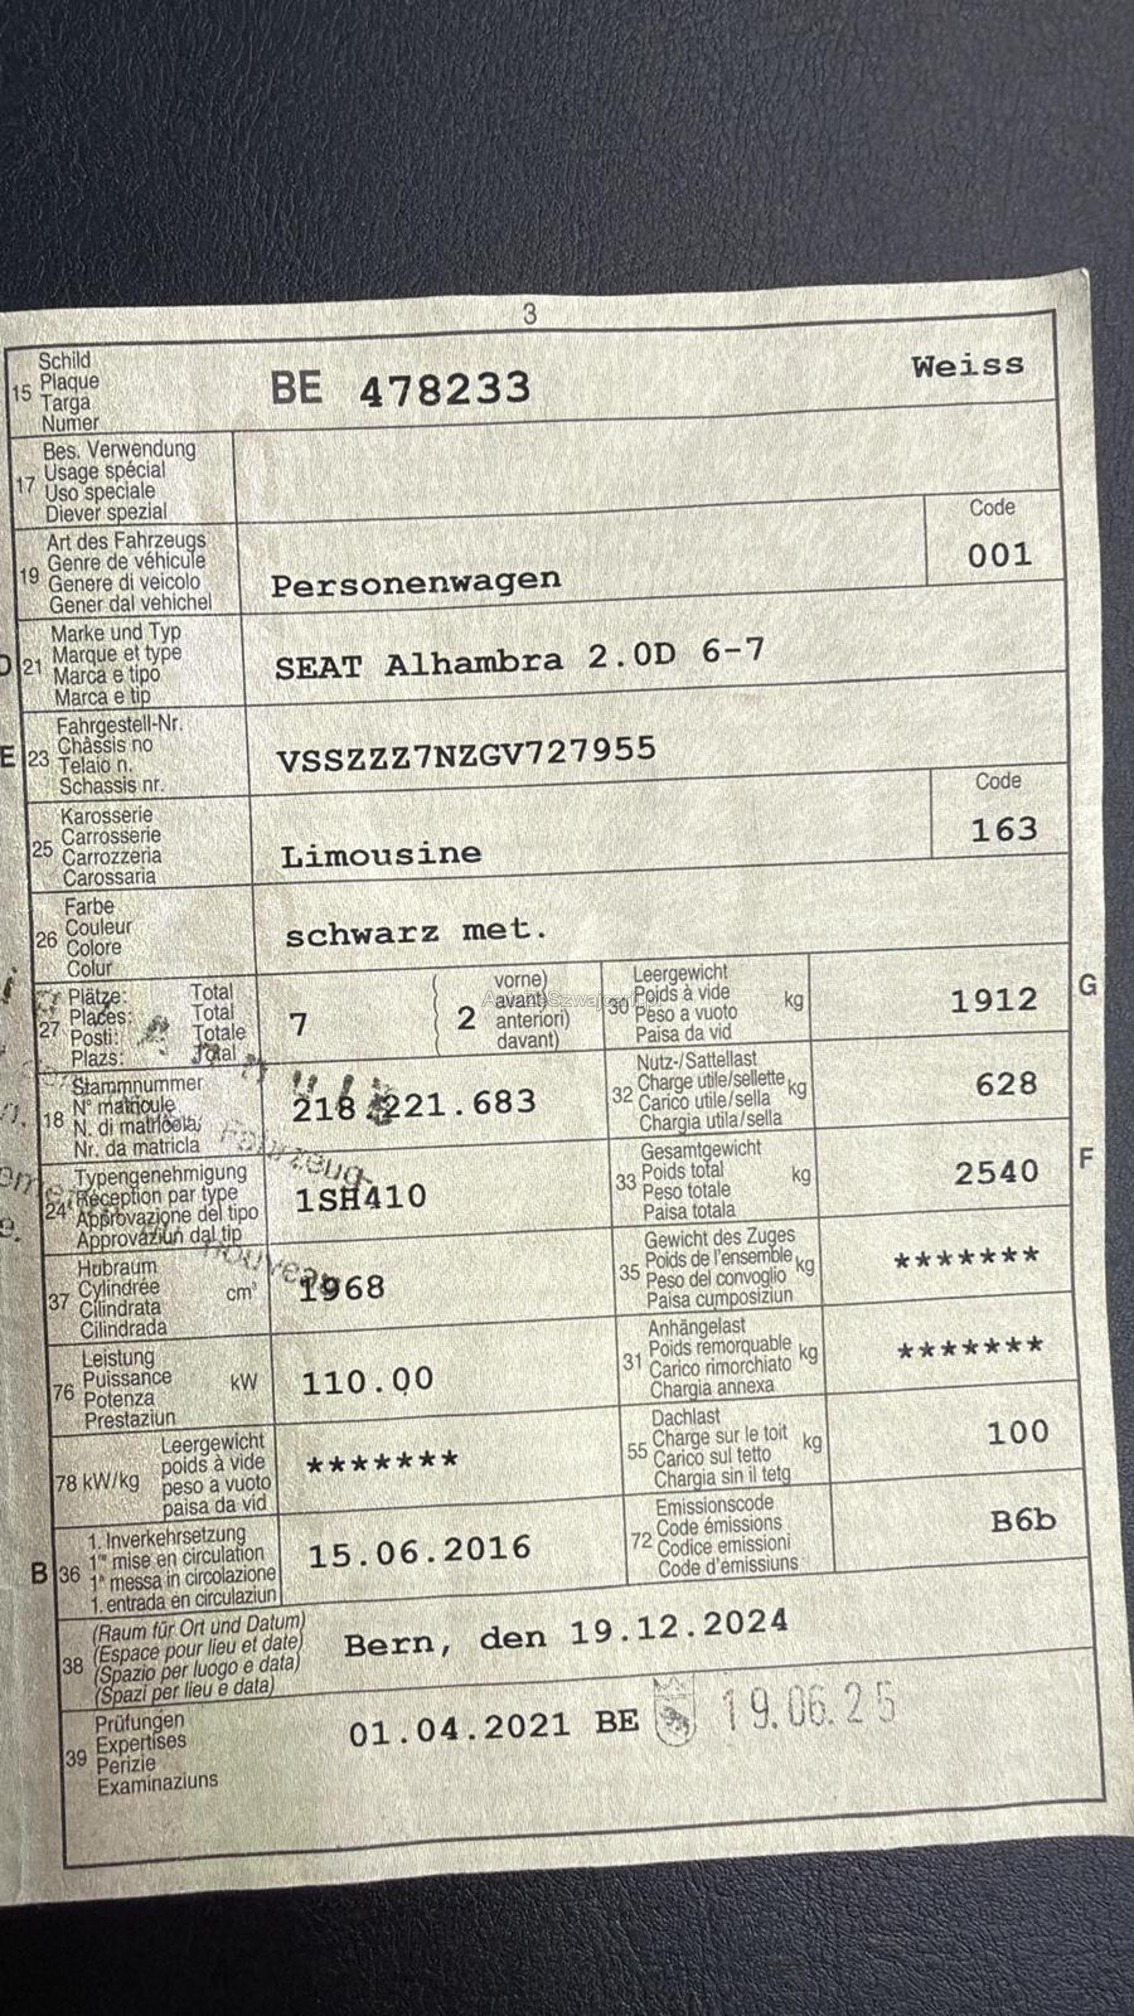 3
15 Schild
Plaque
Targa
Numer
BE 478233
Weiss
17 Bes. Verwendung
Usage spécial
Uso speciale
Diever spezial
19 Art des Fahrzeugs
Genre de véhicule
Genere di veicolo
Gener dal vehichel
Personenwagen
Code
001
D 21 Marke und Typ
Marque et type
Marca e tipo
Marca e tip
SEAT Alhambra 2.0D 6-7
E 23 Fahrgestell-Nr.
Châssis no
Telaio n.
Schassis nr.
VSSZZZ7NZGV727955
25 Karosserie
Carrosserie
Carrozzeria
Carossaria
Limousine
Code
163
26 Farbe
Couleur
Colore
Colur
schwarz met.
27 Plätze: Total
Places: Total
Posti: Totale
Plazs: Total
7
2
vorne)
avant)
anteriori)
davant)
30 Leergewicht
Poids à vide
Peso a vuoto
Paisa da vid
kg
1912
G
18 Stammnummer
N° matricule
N. di matricola
Nr. da matricla
218.221.683
32 Nutz-/Sattellast
Charge utile/sellette
Carico utile/sella
Chargia utila/sella
kg
628
24 Typengenehmigung
Réception par type
Approvazione del tipo
Approvaziun dal tip
1SH410
33 Gesamtgewicht
Poids total
Peso totale
Paisa totala
kg
2540
F
Fahrzeug
nouveau
37 Hubraum
Cylindrée
Cilindrata
Cilindrada
cm³
1968
35 Gewicht des Zuges
Poids de l'ensemble
Peso del convoglio
Paisa cumposiziun
kg
*******
76 Leistung
Puissance
Potenza
Prestaziun
kW
110.00
31 Anhängelast
Poids remorquable
Carico rimorchiato
Chargia annexa
kg
*******
78 kW/kg
Leergewicht
poids à vide
peso a vuoto
paisa da vid
*******
55 Dachlast
Charge sur le toit
Carico sul tetto
Chargia sin il tetg
kg
100
B 36 1. Inverkehrsetzung
1re mise en circulation
1a messa in circolazione
1. entrada en circulaziun
15.06.2016
72 Emissionscode
Code émissions
Codice emissioni
Code d'emissiuns
B6b
38 (Raum für Ort und Datum)
(Espace pour lieu et date)
(Spazio per luogo e data)
(Spazi per lieu e data)
Bern, den 19.12.2024
39 Prüfungen
Expertises
Perizie
Examinaziuns
01.04.2021 BE
19.06.25